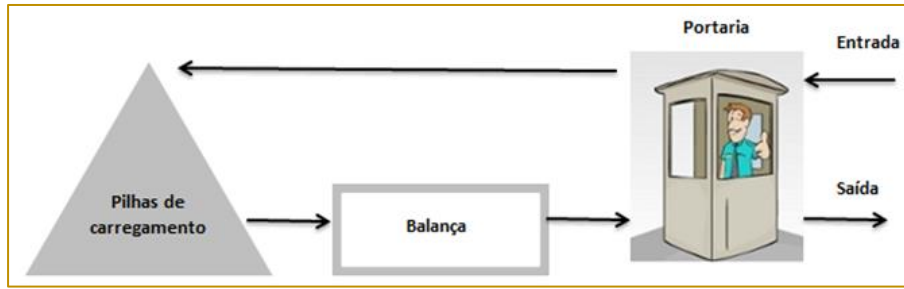 Portaria
Entrada
Pilhas de
carregamento
Balança
Saída